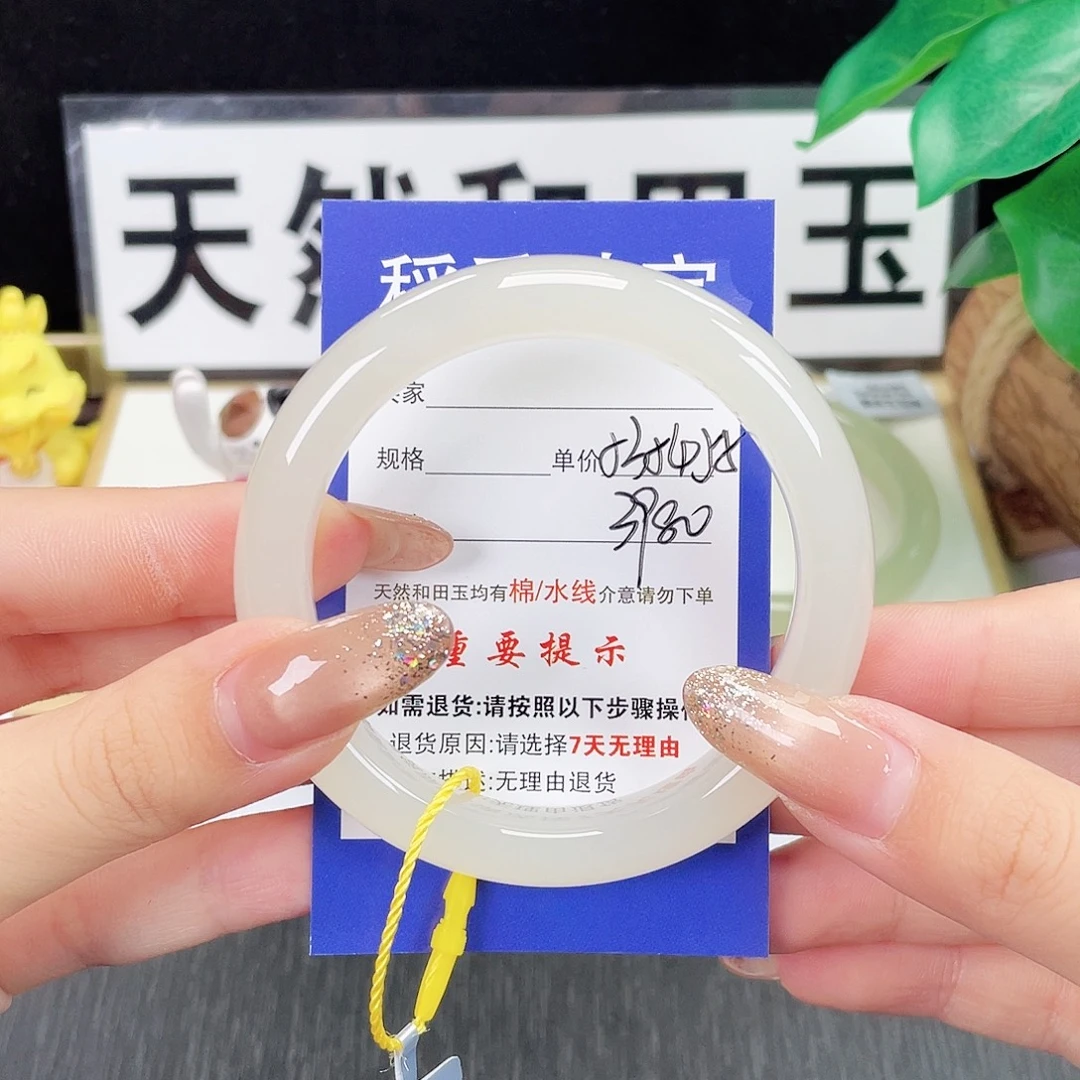 天然和田玉
稻
家
规格 单价
3980
天然和田玉均有棉/水线介意请勿下单
重要提示
如需退货:请按照以下步骤操作
退货原因:请选择7天无理由
描述:无理由退货